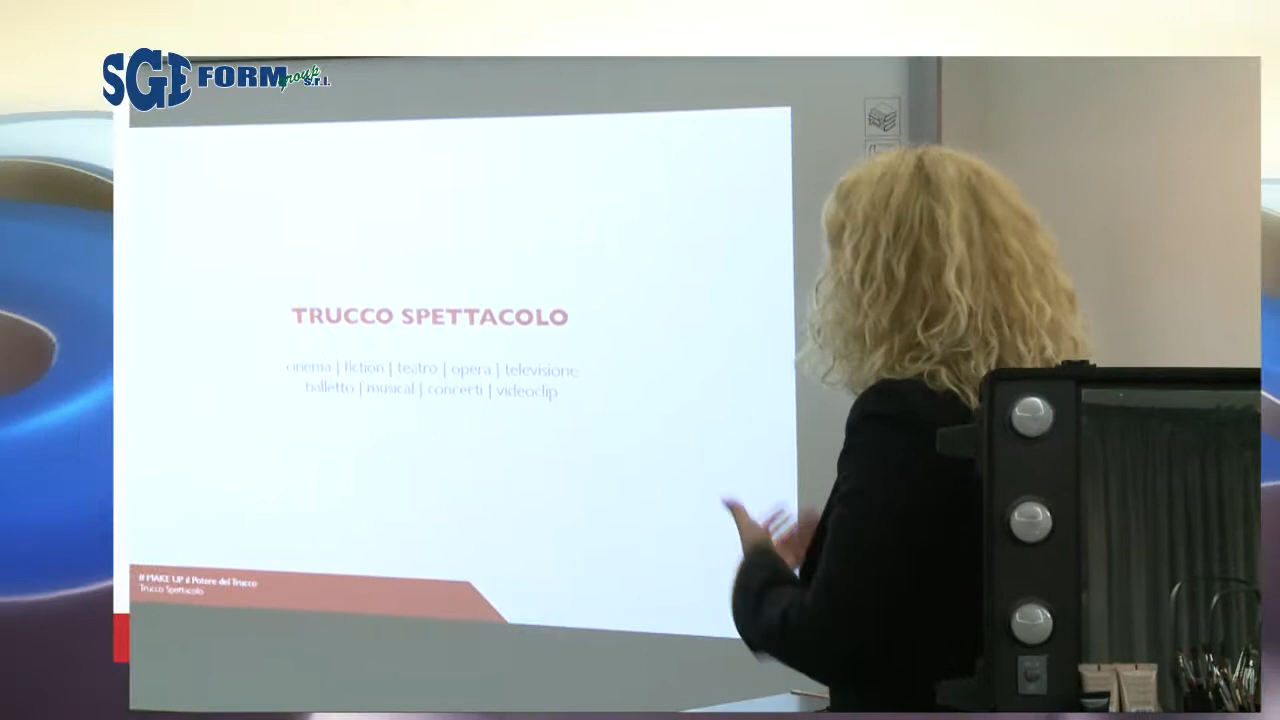 SGI FORM group s.r.l.
TRUCCO SPETTACOLO
cinema | fiction | teatro | opera | televisione
balletto | musical | concerti | videoclip
# MAKE UP il Potere del Trucco
Trucco Spettacolo